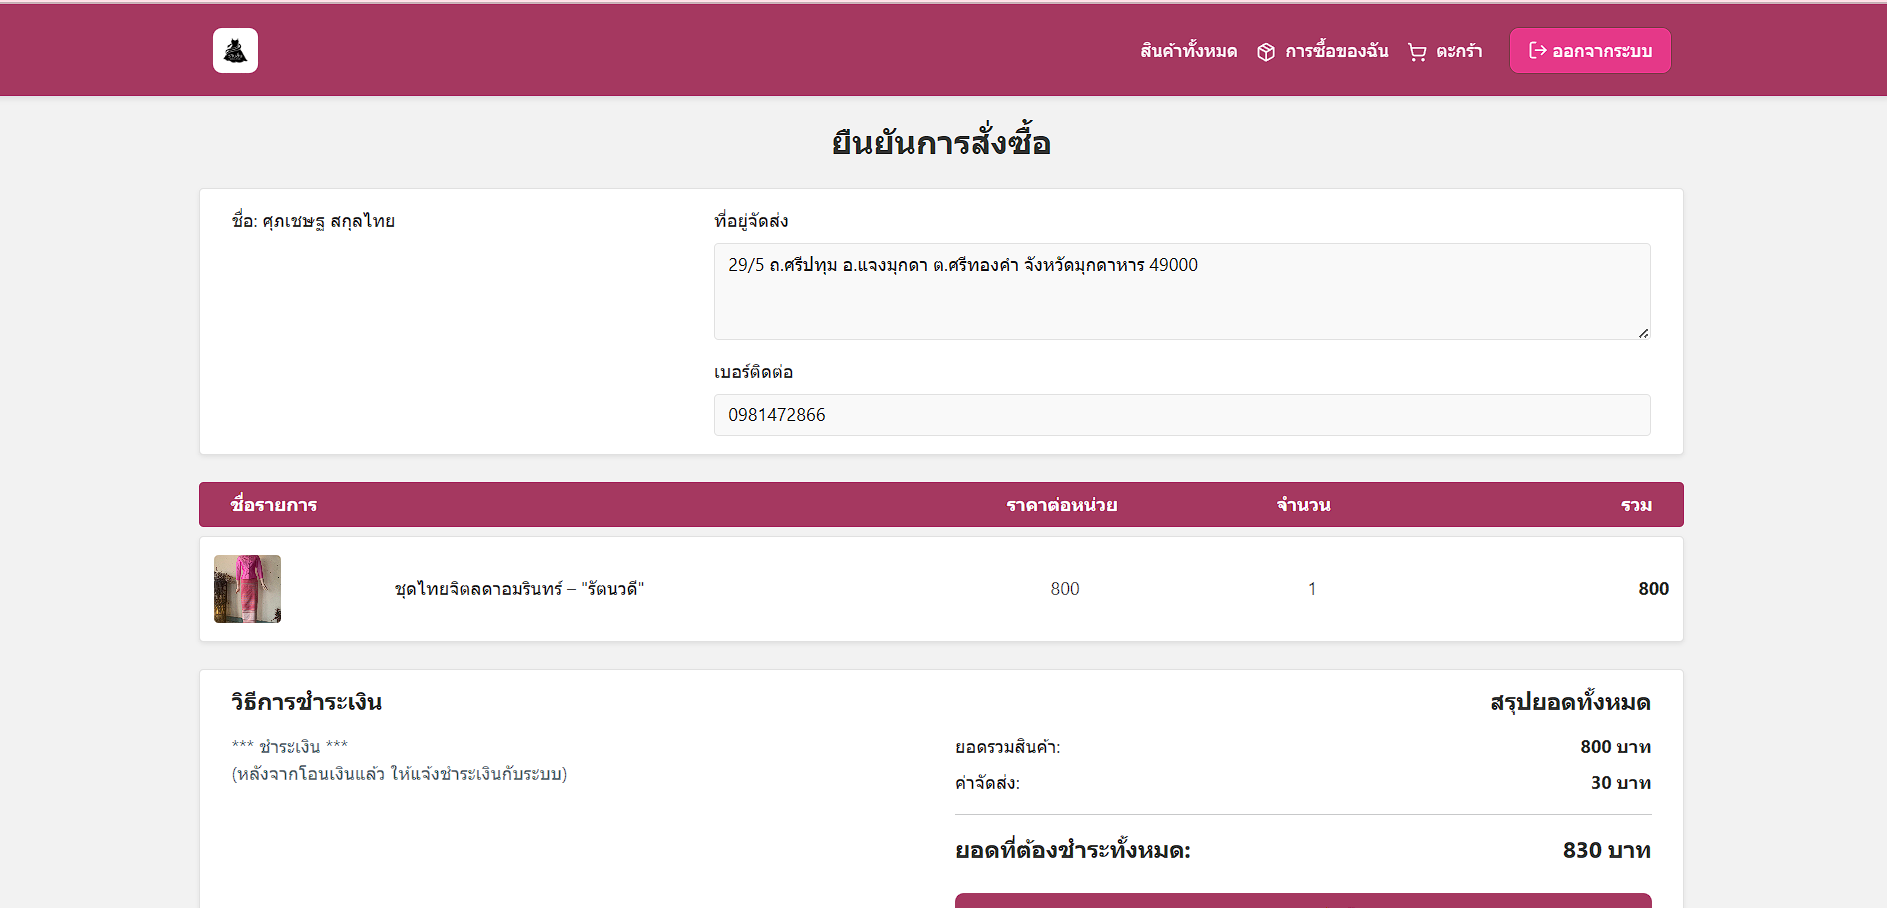 สินค้าทั้งหมด การซื้อของฉัน ตะกร้า ออกจากระบบ
ยืนยันการสั่งซื้อ
ชื่อ: ศุภเชษฐ สกุลไทย
ที่อยู่จัดส่ง
29/5 ถ.ศรีปทุม อ.แจงมุกดา ต.ศรีทองคำ จังหวัดมุกดาหาร 49000
เบอร์ติดต่อ
0981472866
ชื่อรายการ ราคาต่อหน่วย จำนวน รวม
ชุดไทยจิตลดาอมรินทร์ – "รัตนวดี" 800 1 800
วิธีการชำระเงิน
*** ชำระเงิน ***
(หลังจากโอนเงินแล้ว ให้แจ้งชำระเงินกับระบบ)
สรุปยอดทั้งหมด
ยอดรวมสินค้า: 800 บาท
ค่าจัดส่ง: 30 บาท
ยอดที่ต้องชำระทั้งหมด: 830 บาท